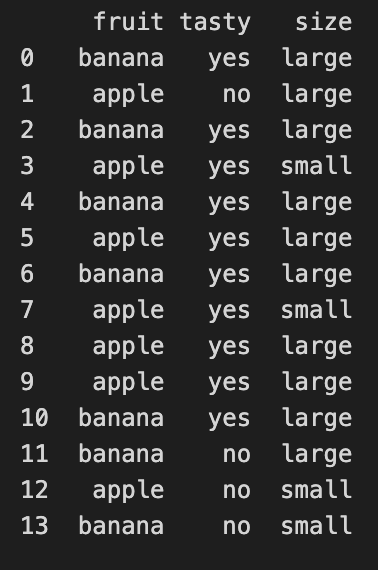 fruit tasty size
0 banana yes large
1 apple no large
2 banana yes large
3 apple yes small
4 banana yes large
5 apple yes large
6 banana yes large
7 apple yes small
8 apple yes large
9 apple yes large
10 banana yes large
11 banana no large
12 apple no small
13 banana no small